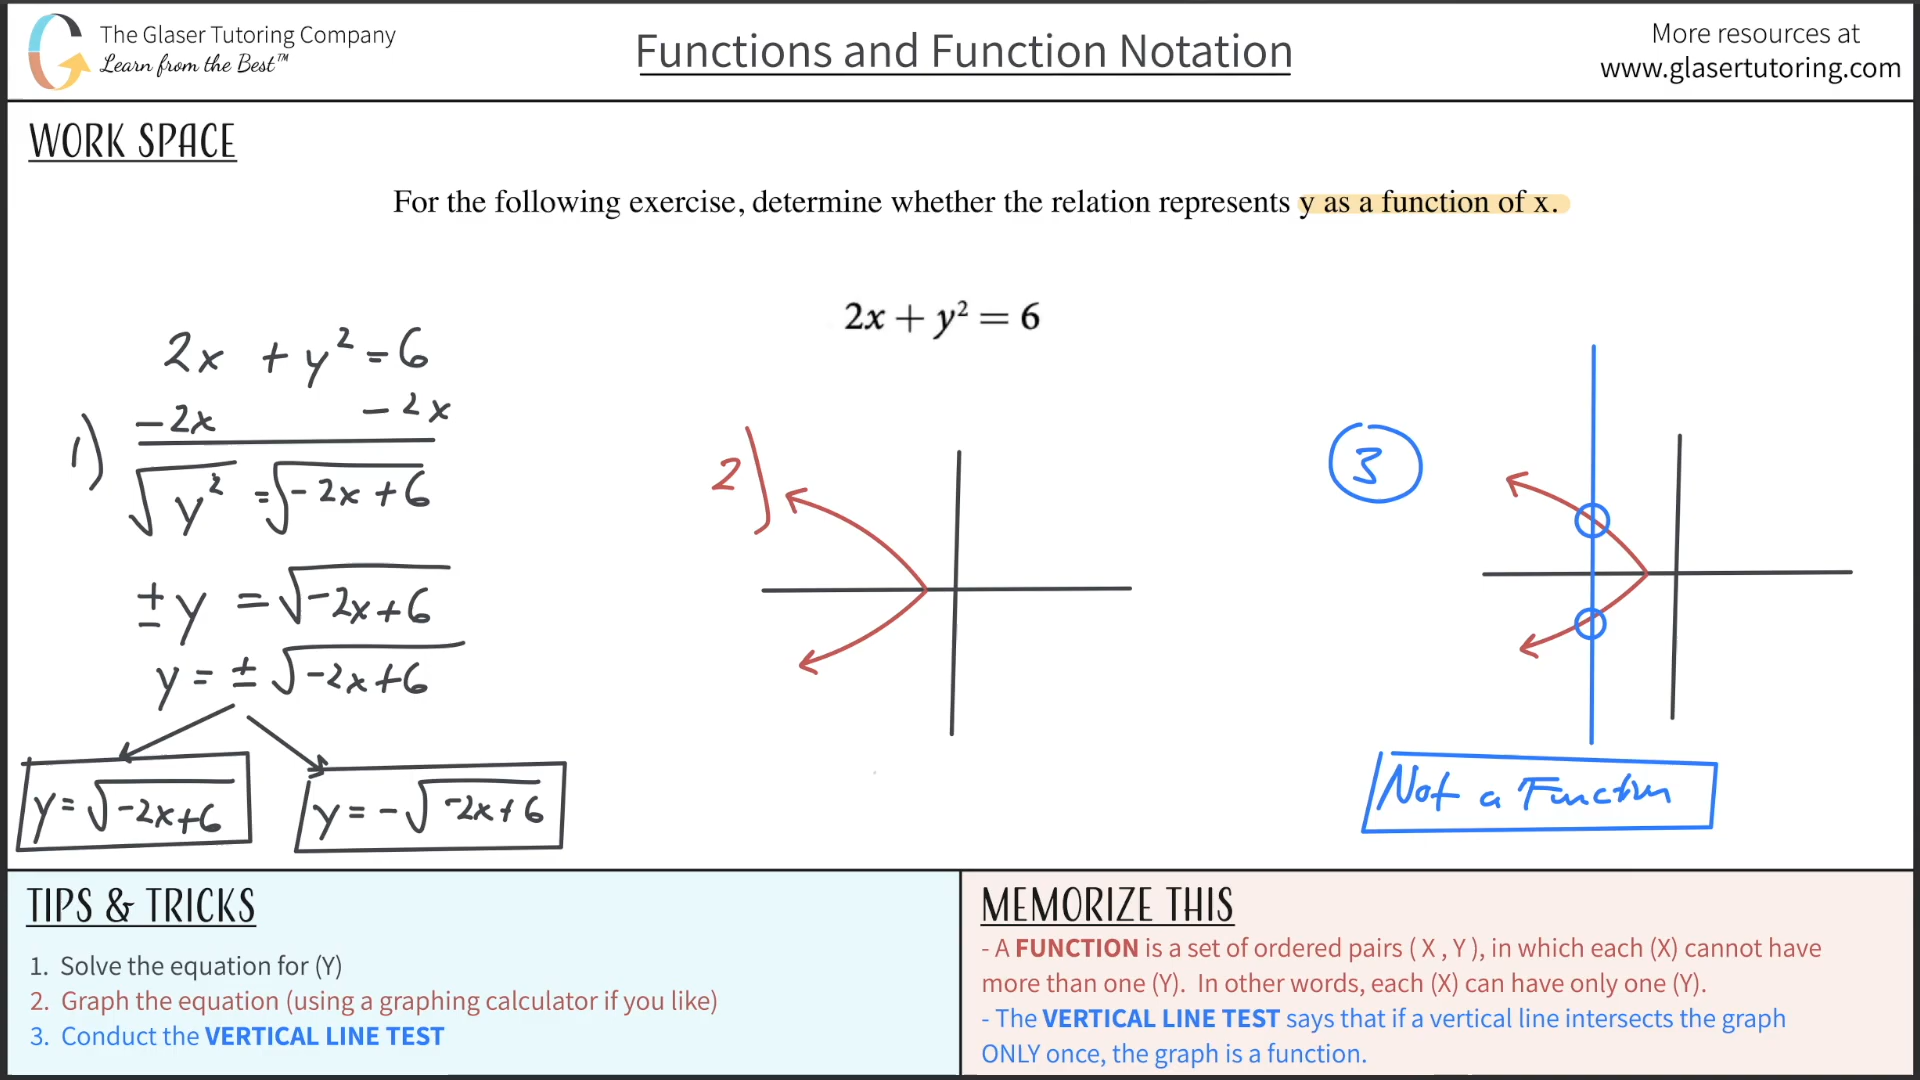 The Glaser Tutoring Company
Learn from the Best™
Functions and Function Notation
More resources at
www.glasertutoring.com
WORK SPACE
For the following exercise, determine whether the relation represents y as a function of x.
2x + y² = 6
2x + y² = 6
1) -2x - 2x
√y² = √-2x + 6
± y = √-2x+6
y = ± √-2x+6
y = √-2x+6
y = - √-2x+6
2)
3
Not a Function
TIPS & TRICKS
1. Solve the equation for (Y)
2. Graph the equation (using a graphing calculator if you like)
3. Conduct the VERTICAL LINE TEST
MEMORIZE THIS
- A FUNCTION is a set of ordered pairs ( X , Y ), in which each (X) cannot have
more than one (Y). In other words, each (X) can have only one (Y).
- The VERTICAL LINE TEST says that if a vertical line intersects the graph
ONLY once, the graph is a function.